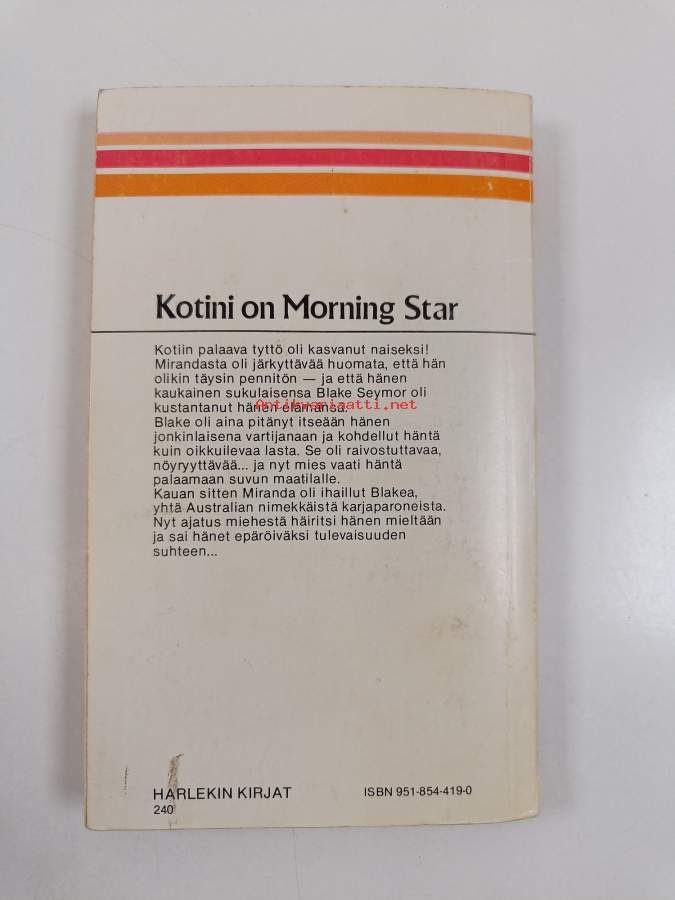 Kotini on Morning Star
Kotiin palaava tyttö oli kasvanut naiseksi!
Mirandasta oli järkyttävää huomata, että hän
olikin täysin pennitön — ja että hänen
kaukainen sukulaisensa Blake Seymor oli
kustantanut hänen elämänsä.
Antikvariaatti.net
Blake oli aina pitänyt itseään hänen
jonkinlaisena vartijanaan ja kohdellut häntä
kuin oikkuilevaa lasta. Se oli raivostuttavaa,
nöyryyttävää... ja nyt mies vaati häntä
palaamaan suvun maatilalle.
Kauan sitten Miranda oli ihaillut Blakea,
yhtä Australian nimekkäistä karjaparoneista.
Nyt ajatus miehestä häiritsi hänen mieltään
ja sai hänet epäröiväksi tulevaisuuden
suhteen...
HARLEKIN KIRJAT
ISBN 951-854-419-0
240